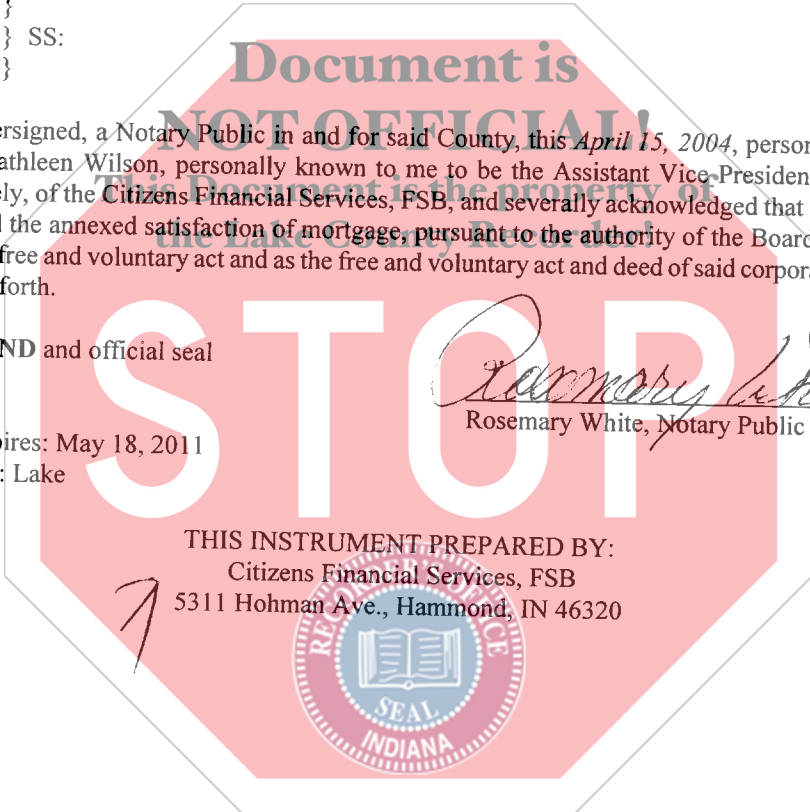 }
} SS:
}
Document is
NOT OFFICIAL!
This Document is the property of
the Lake County Recorder!
ersigned, a Notary Public in and for said County, this April 15, 2004, person
athleen Wilson, personally known to me to be the Assistant Vice-Presiden
ely, of the Citizens Financial Services, FSB, and severally acknowledged that
l the annexed satisfaction of mortgage, pursuant to the authority of the Board
free and voluntary act and as the free and voluntary act and deed of said corpora
forth.
ND and official seal
STOP
Rosemary Whi
Rosemary White, Notary Public
ires: May 18, 2011
: Lake
THIS INSTRUMENT PREPARED BY:
Citizens Financial Services, FSB
5311 Hohman Ave., Hammond, IN 46320
RECORDER OFFICE
SEAL
INDIANA